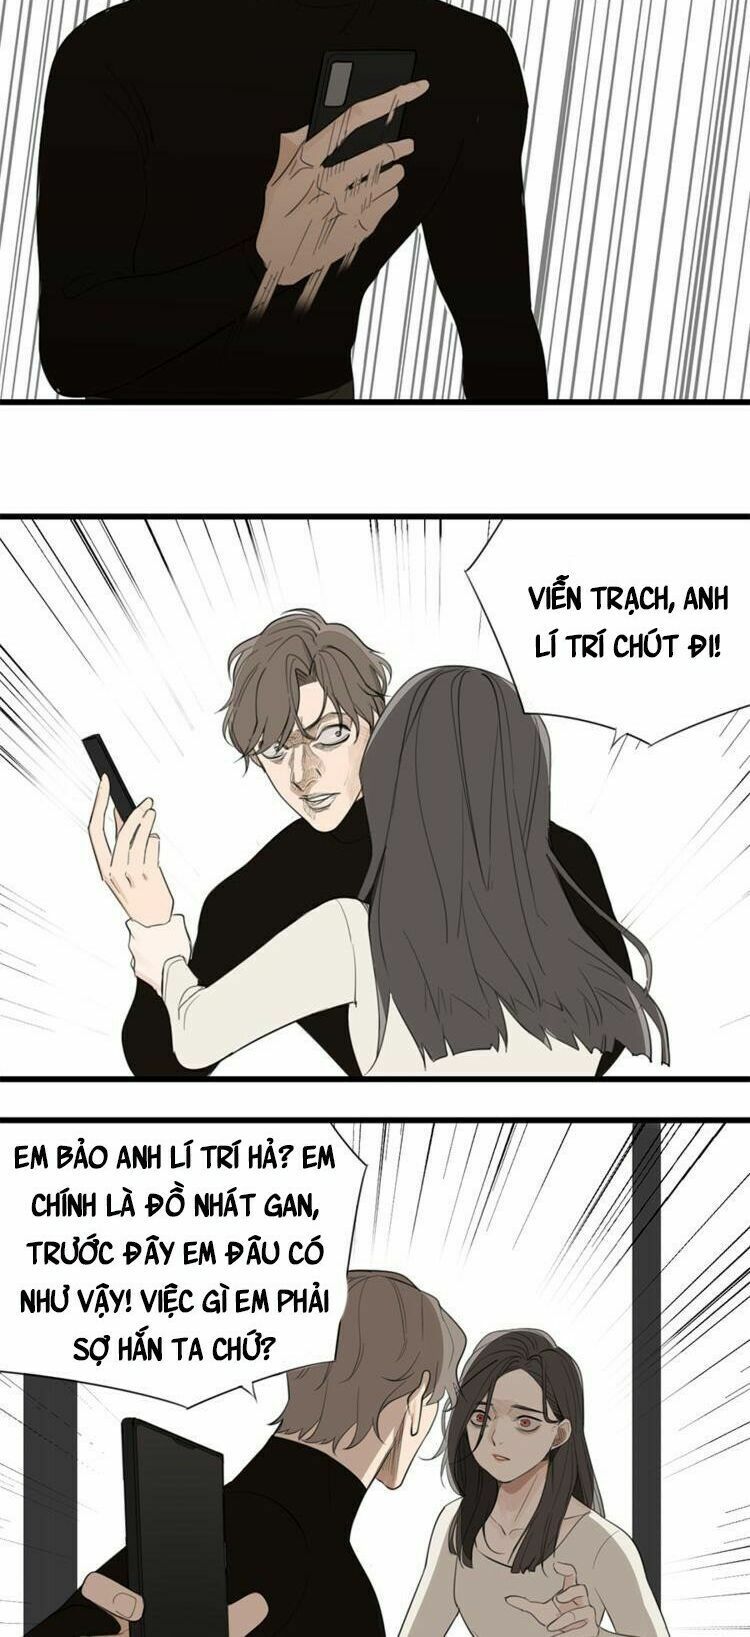 VIỄN TRẠCH, ANH
LÍ TRÍ CHÚT ĐI!
EM BẢO ANH LÍ TRÍ HẢ? EM
CHÍNH LÀ ĐỒ NHÁT GAN,
TRƯỚC ĐÂY EM ĐÂU CÓ
NHƯ VẬY! VIỆC GÌ EM PHẢI
SỢ HẮN TA CHỨ?